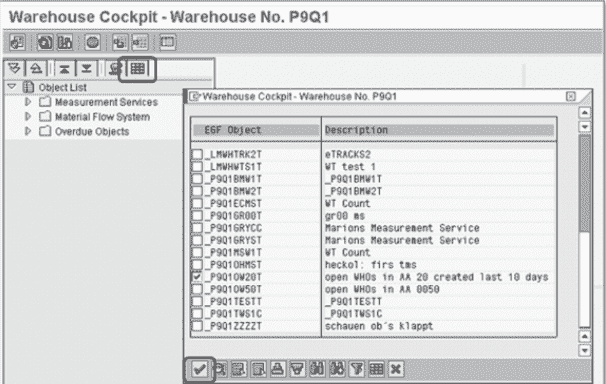 Warehouse Cockpit - Warehouse No. P9Q1
Object List
Measurement Services
Material Flow System
Overdue Objects
Warehouse Cockpit - Warehouse No. P9Q1
EGF Object Description
_LMWHTRK2T eTRACKS2
_LMWHWTS1T WT test 1
_P9Q1BMW1T _P9Q1BMW1T
_P9Q1BMW2T _P9Q1BMW2T
_P9Q1ECMST WT Count
_P9Q1GR00T gr00 ms
_P9Q1GRYCC Marions Measurement Service
_P9Q1GRYST Marions Measurement Service
_P9Q1MSW1T WT Count
_P9Q1OHMST heckol: firs tms
_P9Q1OW20T open WHOs in AA 20 created last 10 days
_P9Q1OW50T open WHOs in AA 0050
_P9Q1TESTT _P9Q1TESTT
_P9Q1TWS1C _P9Q1TWS1C
_P9Q1ZZZZT schauen ob's klappt